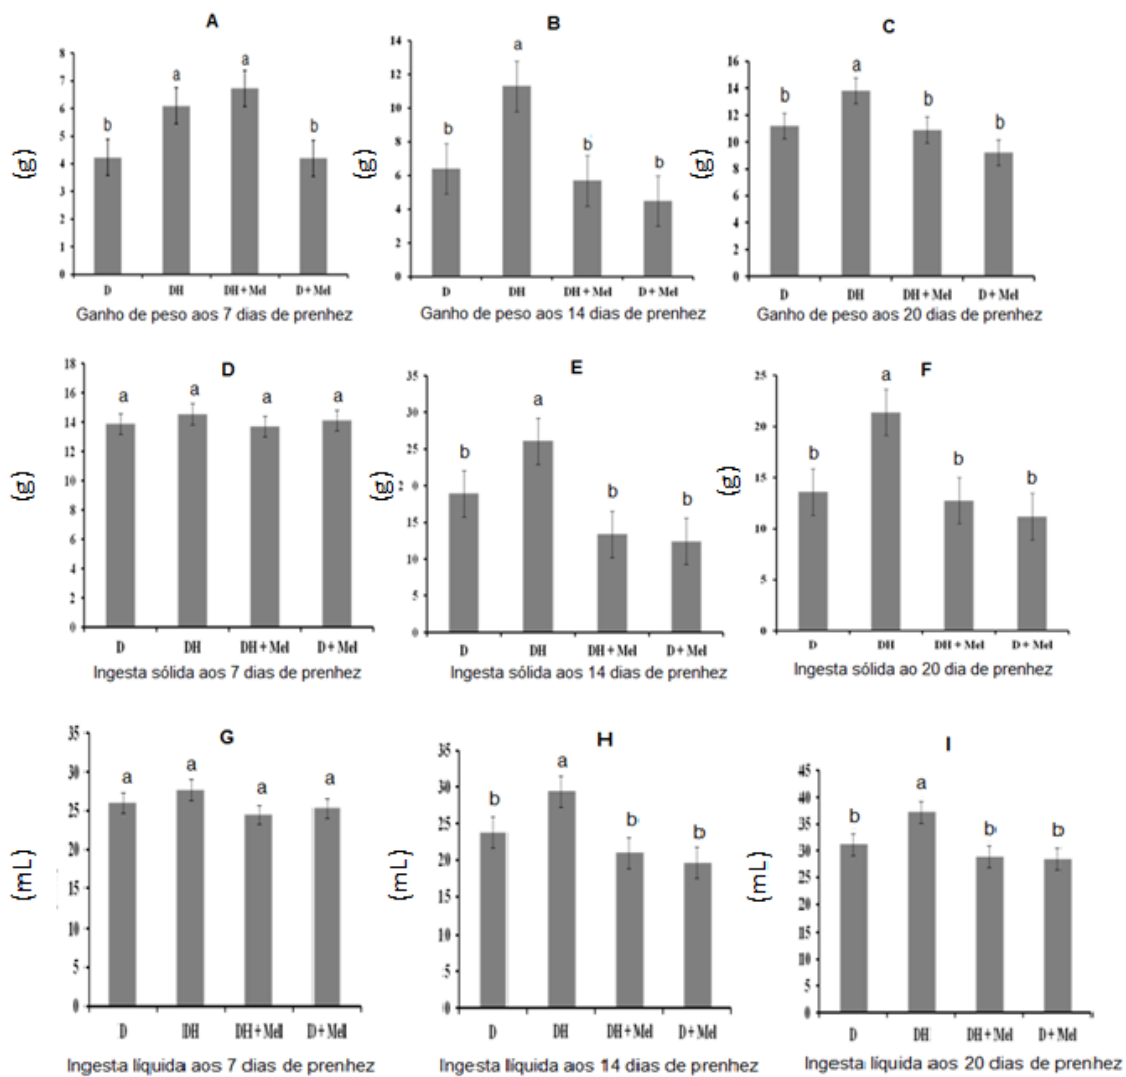 A
8
7
6
5
4
3
2
1
0
(g)
b
a
a
b
D DH DH + Mel D + Mel
Ganho de peso aos 7 dias de prenhez
B
14
12
10
8
6
4
2
0
(g)
b
a
b
b
D DH DH + Mel D + Mel
Ganho de peso aos 14 dias de prenhez
C
16
14
12
10
8
6
4
2
0
(g)
b
a
b
b
D DH DH + Mel D + Mel
Ganho de peso aos 20 dias de prenhez
D
18
16
14
12
10
8
6
4
2
0
(g)
a
a
a
a
D DH DH + Mel D + Mel
Ingesta sólida aos 7 dias de prenhez
E
35
30
25
2 0
15
10
5
0
(g)
b
a
b
b
D DH DH + Mel D + Mel
Ingesta sólida aos 14 dias de prenhez
F
25
20
15
10
5
0
(g)
b
a
b
b
D DH DH + Mel D + Mel
Ingesta sólida ao 20 dia de prenhez
G
35
30
25
20
15
10
5
0
(mL)
a
a
a
a
D DH DH + Mel D + Mel
Ingesta líquida aos 7 dias de prenhez
H
35
30
25
20
15
10
5
0
(mL)
b
a
b
b
D DH DH + Mel D + Mel
Ingesta líquida aos 14 dias de prenhez
I
45
40
35
30
25
20
15
10
5
0
(mL)
b
a
b
b
D DH DH + Mel D + Mel
Ingesta líquida aos 20 dias de prenhez